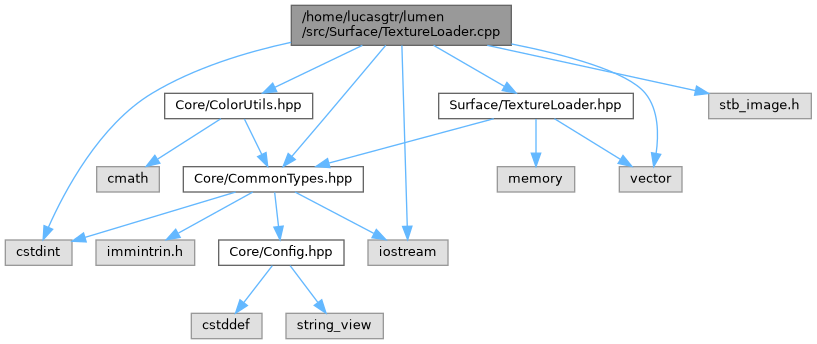 /home/lucasgtr/lumen
/src/Surface/TextureLoader.cpp
Core/ColorUtils.hpp
Surface/TextureLoader.hpp
stb_image.h
cmath
Core/CommonTypes.hpp
memory
vector
cstdint
immintrin.h
Core/Config.hpp
iostream
cstddef
string_view